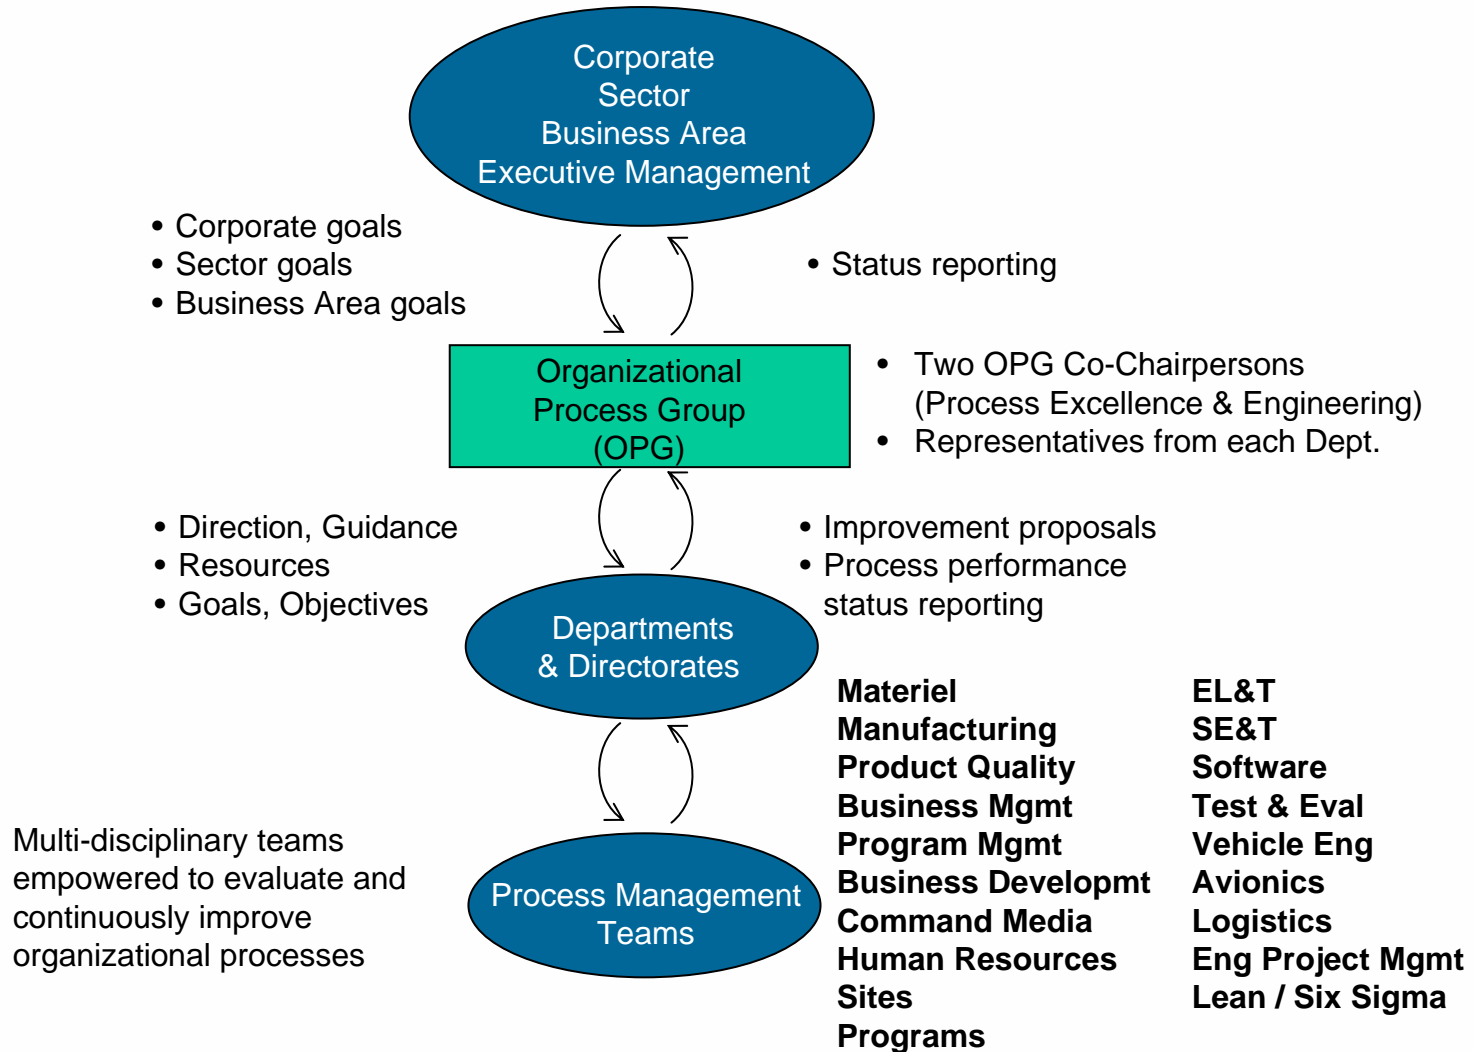 Corporate
Sector
Business Area
Executive Management
• Corporate goals
• Sector goals
• Business Area goals
• Status reporting
Organizational
Process Group
(OPG)
• Two OPG Co-Chairpersons
(Process Excellence & Engineering)
• Representatives from each Dept.
• Direction, Guidance
• Resources
• Goals, Objectives
• Improvement proposals
• Process performance
status reporting
Departments
& Directorates
Materiel
Manufacturing
Product Quality
Business Mgmt
Program Mgmt
Business Developmt
Command Media
Human Resources
Sites
Programs
EL&T
SE&T
Software
Test & Eval
Vehicle Eng
Avionics
Logistics
Eng Project Mgmt
Lean / Six Sigma
Multi-disciplinary teams
empowered to evaluate and
continuously improve
organizational processes
Process Management
Teams